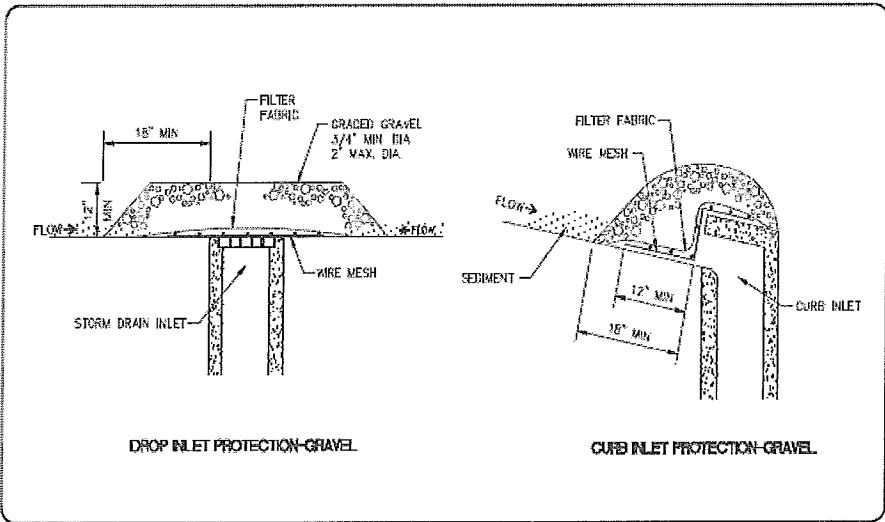 FILTER
FABRIC
18" MIN
GRADED GRAVEL
3/4" MIN DIA
2" MAX. DIA.
12"
MIN
FLOW
FLOW
WIRE MESH
STORM DRAIN INLET
DROP INLET PROTECTION-GRAVEL
FILTER FABRIC
WIRE MESH
FLOW
SEDIMENT
12" MIN
18" MIN
CURB INLET
CURB INLET PROTECTION-GRAVEL